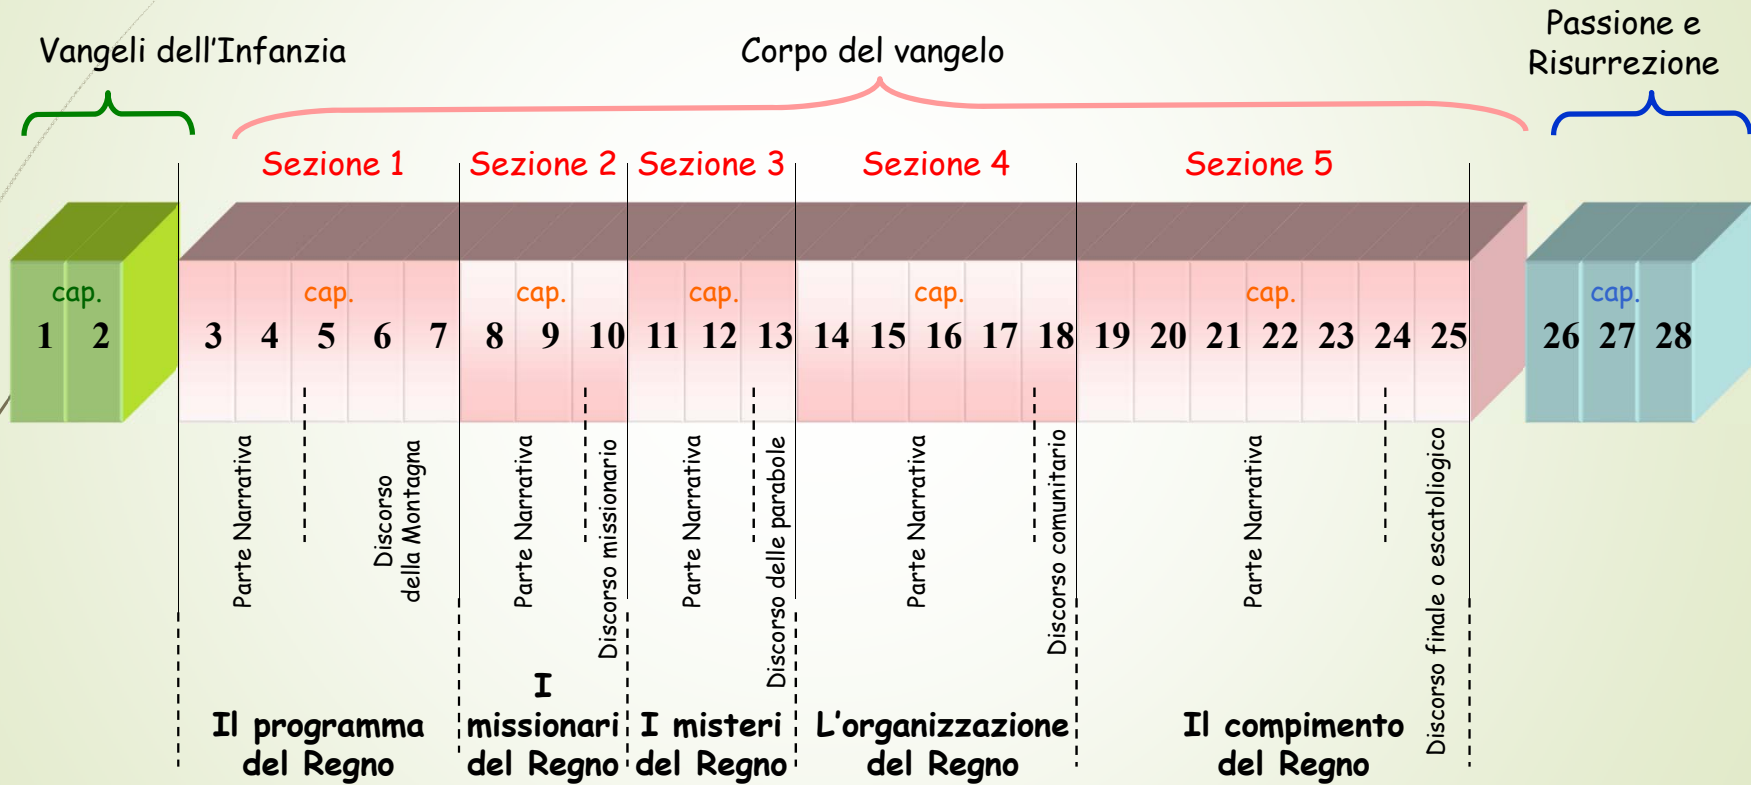 Vangeli dell'Infanzia
Corpo del vangelo
Passione e
Risurrezione
Sezione 1
Sezione 2
Sezione 3
Sezione 4
Sezione 5
cap.
1 2
cap.
3 4 5 6 7
cap.
8 9 10
cap.
11 12 13
cap.
14 15 16 17 18
cap.
19 20 21 22 23 24 25
cap.
26 27 28
Parte Narrativa
Discorso
della Montagna
Parte Narrativa
Discorso missionario
Parte Narrativa
Discorso delle parabole
Parte Narrativa
Discorso comunitario
Parte Narrativa
Discorso finale o escatoliogico
Il programma
del Regno
I
missionari
del Regno
I misteri
del Regno
L'organizzazione
del Regno
Il compimento
del Regno